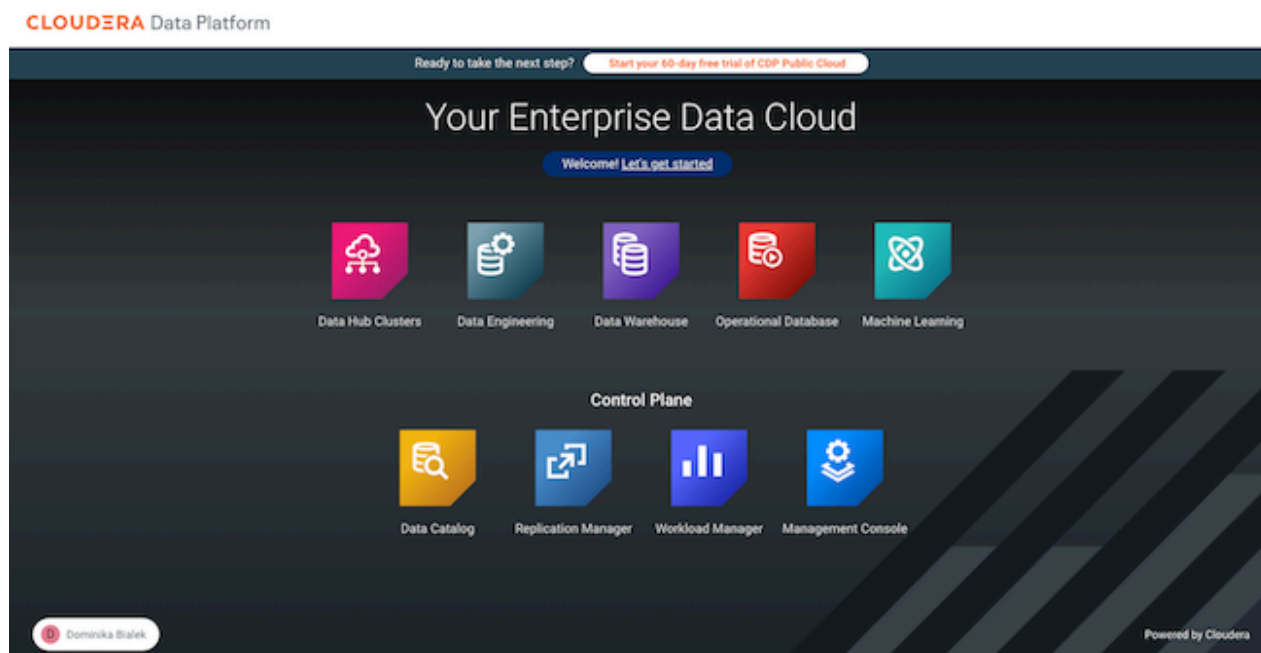 CLOUDERA Data Platform
Ready to take the next step? Start your 60-day free trial of CDP Public Cloud
Your Enterprise Data Cloud
Welcome! Let's get started
Data Hub Clusters Data Engineering Data Warehouse Operational Database Machine Learning
Control Plane
Data Catalog Replication Manager Workload Manager Management Console
D Dominika Bialek
Powered by Cloudera